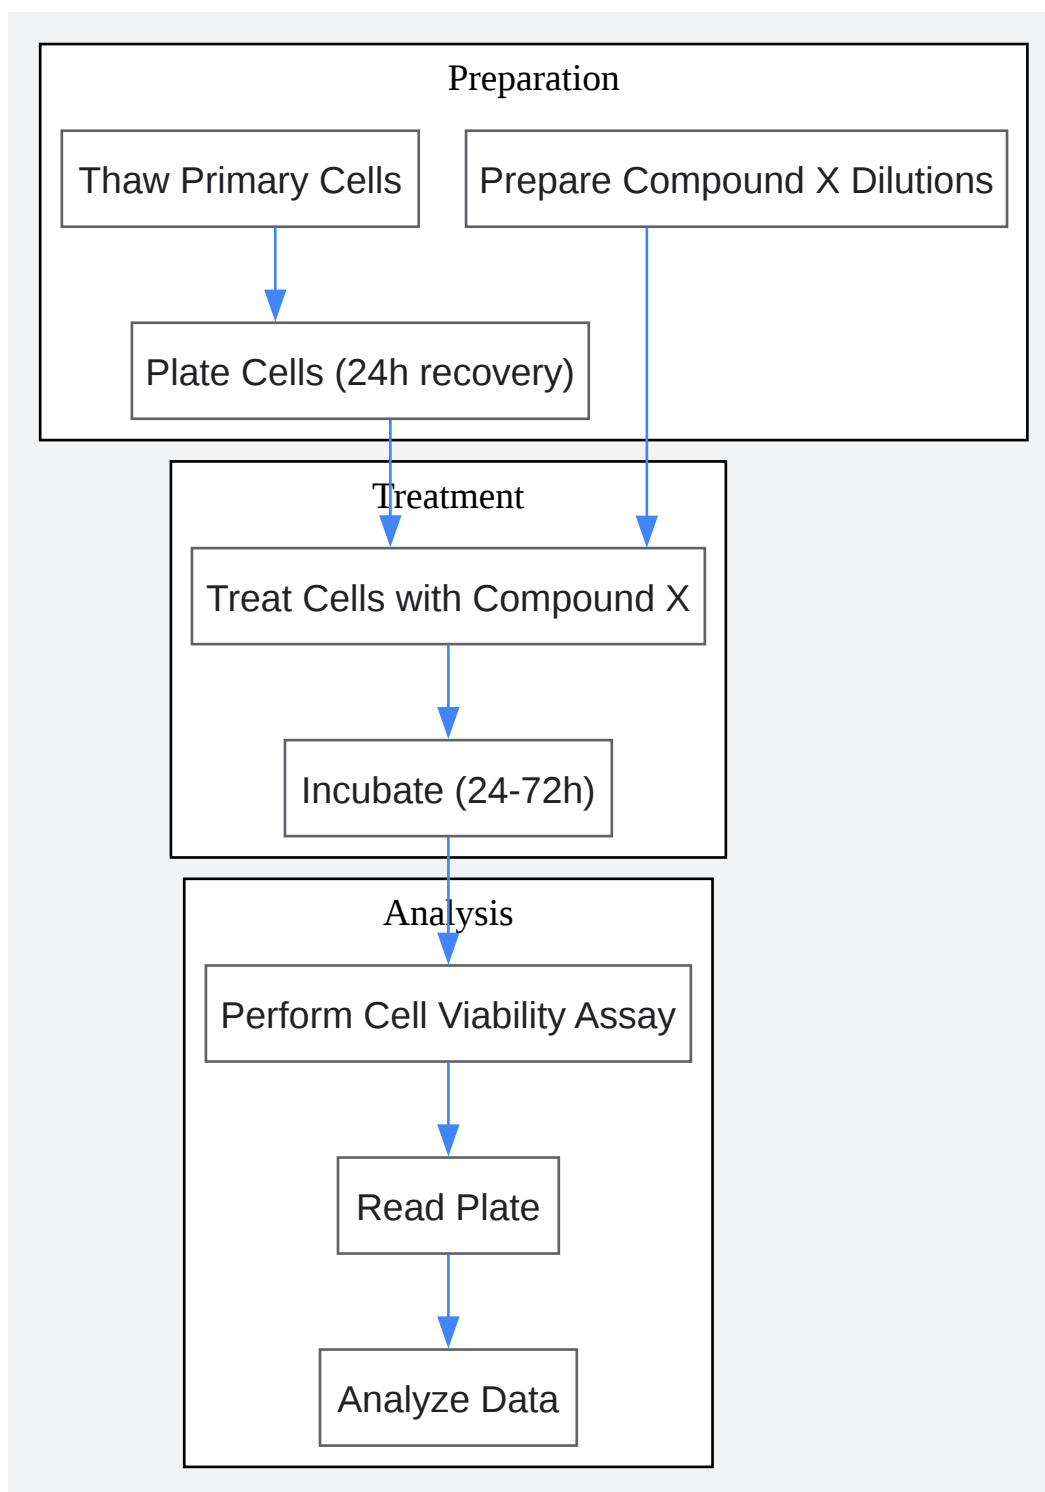 Preparation
Thaw Primary Cells
Prepare Compound X Dilutions
Plate Cells (24h recovery)
Treatment
Treat Cells with Compound X
Incubate (24-72h)
Analysis
Perform Cell Viability Assay
Read Plate
Analyze Data